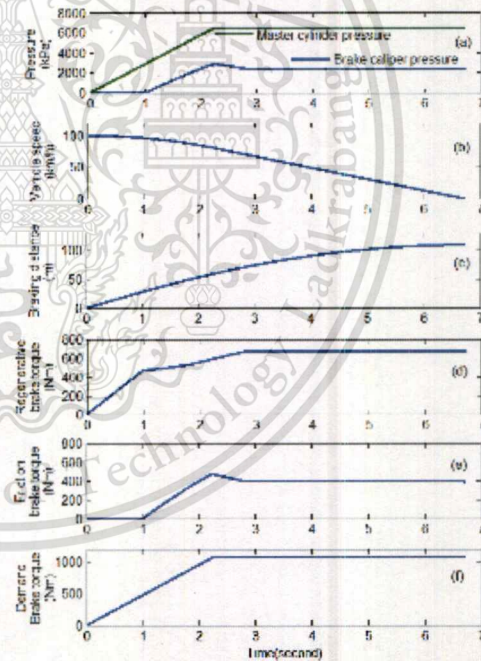 8000
6000
4000
2000
0
Pressure
(kPa)
Master cylinder pressure
Brake caliper pressure
(a)
0 1 2 3 4 5 6 7
100
50
0
Vehicle speed
(km/h)
(b)
0 1 2 3 4 5 6 7
100
50
0
Braking distance
(m)
(c)
0 1 2 3 4 5 6 7
800
600
400
200
0
Regenerative
brake torque
(Nm)
(d)
0 1 2 3 4 5 6 7
800
600
400
200
0
Friction
brake torque
(Nm)
(e)
0 1 2 3 4 5 6 7
1000
500
0
Demand
Brake torque
(Nm)
(f)
0 1 2 3 4 5 6 7
Time(second)
Technology Ladkrabang